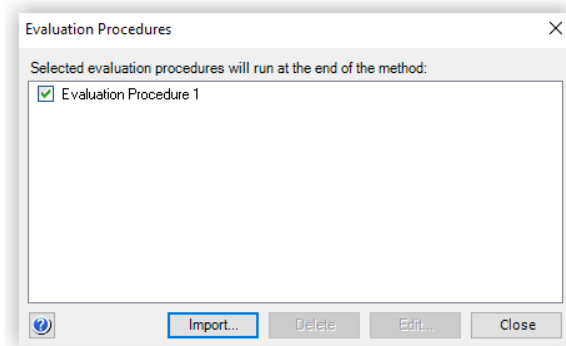 Evaluation Procedures
Selected evaluation procedures will run at the end of the method:
Evaluation Procedure 1
Import... Delete Edit... Close